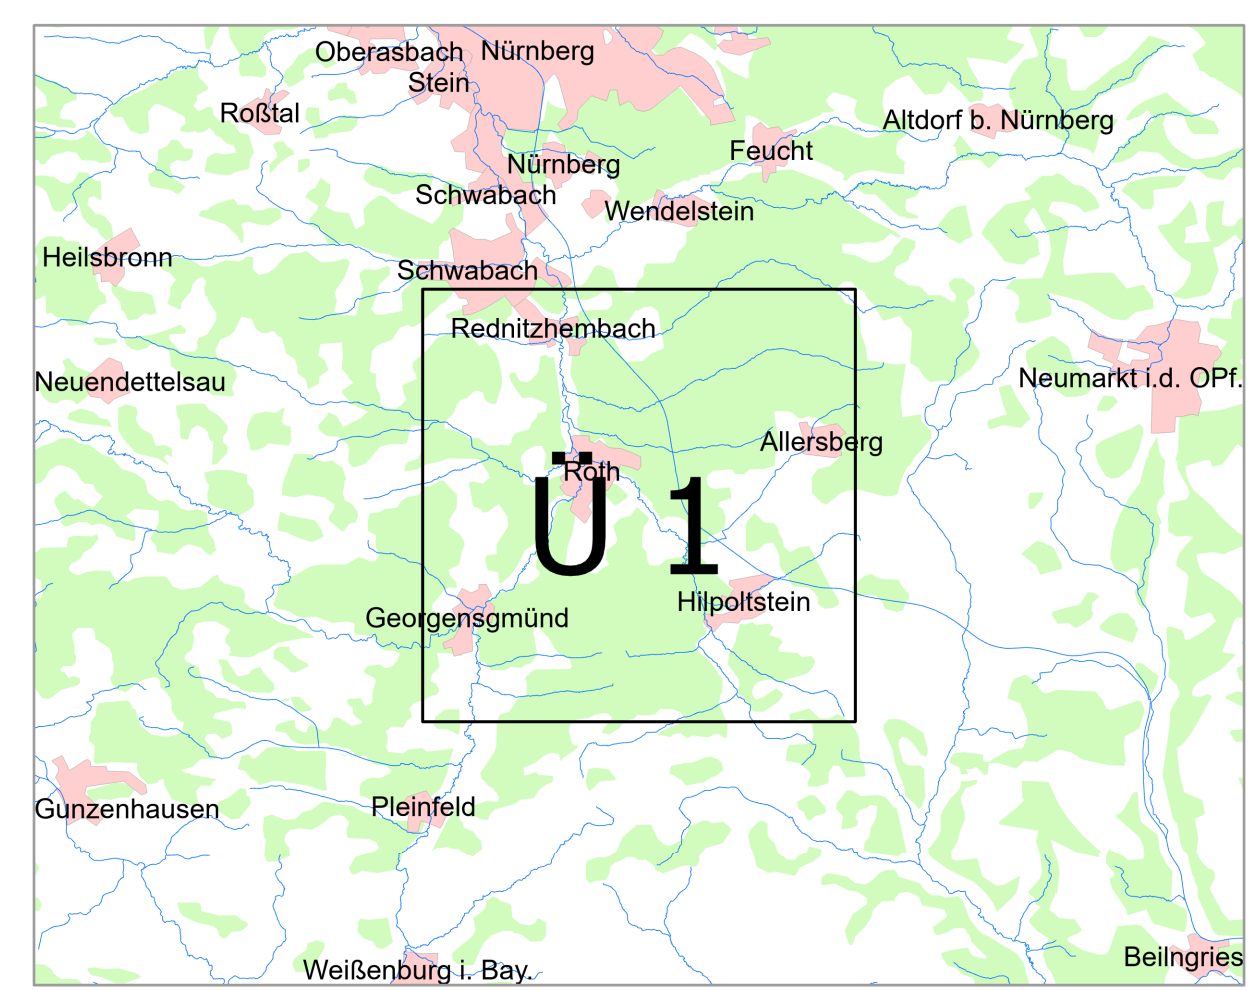 Oberasbach
Nürnberg
Stein
Roßtal
Altdorf b. Nürnberg
Feucht
Nürnberg
Schwabach
Wendelstein
Heilsbronn
Schwabach
Rednitzhembach
Neuendettelsau
Neumarkt i.d. OPf.
Allersberg
Roth
Ü 1
Hilpoltstein
Georgensgmünd
Gunzenhausen
Pleinfeld
Beilngries
Weißenburg i. Bay.